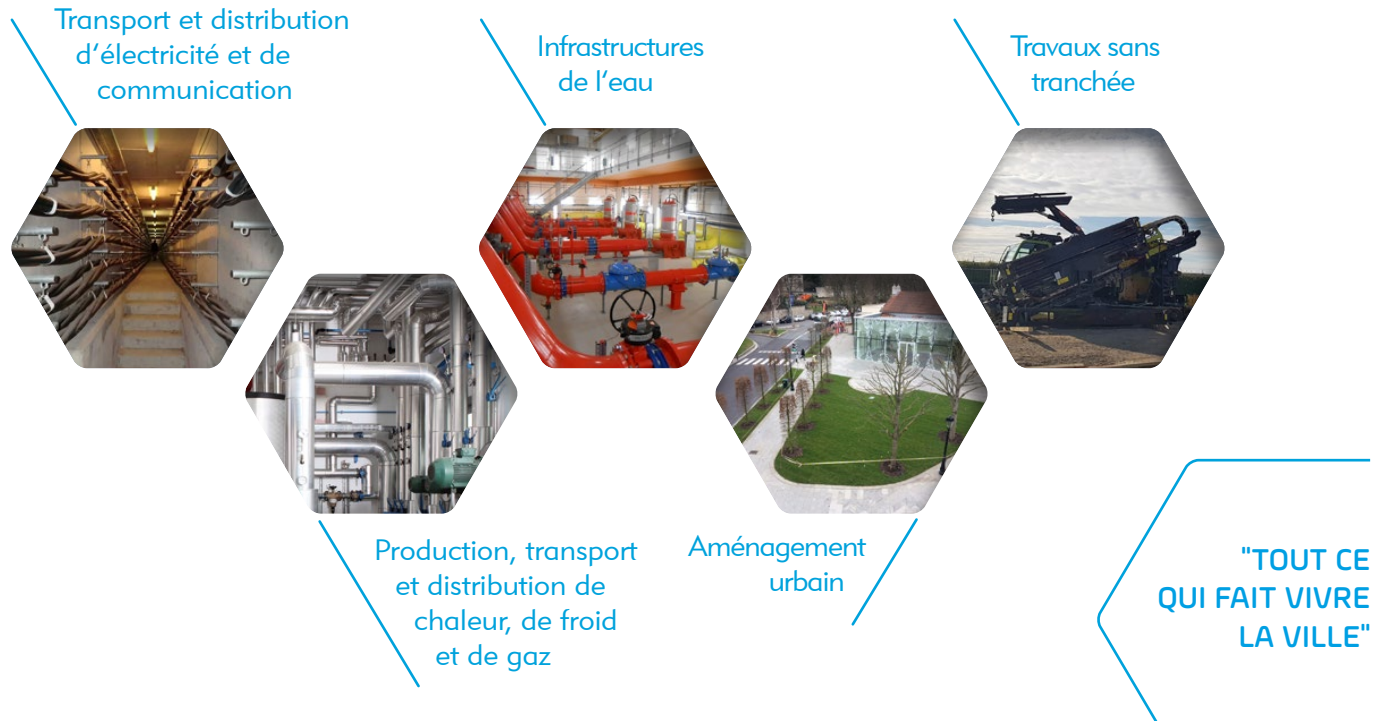 Transport et distribution
d'électricité et de
communication
Infrastructures
de l'eau
Travaux sans
tranchée
Production, transport
et distribution de
chaleur, de froid
et de gaz
Aménagement
urbain
"TOUT CE
QUI FAIT VIVRE
LA VILLE"